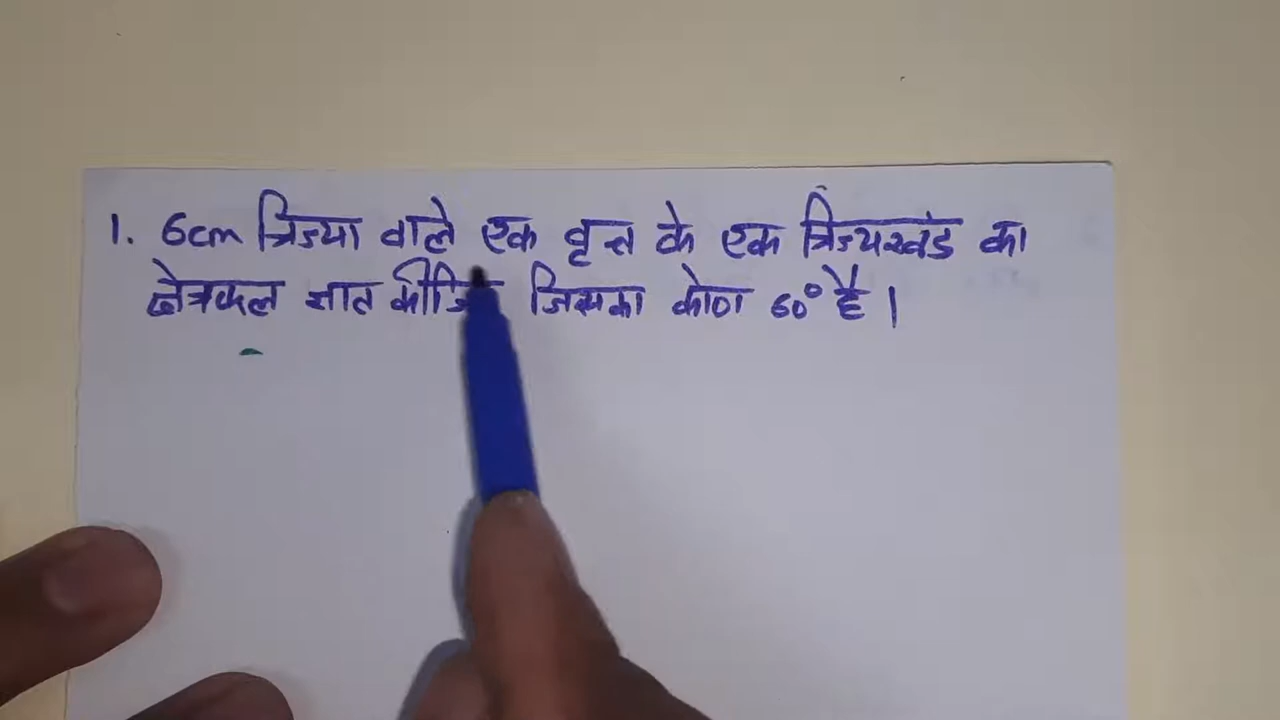 1. 6cm त्रिज्या वाले एक वृत्त के एक त्रिज्यखंड का
क्षेत्रफल ज्ञात जिसका कोण 60° है।